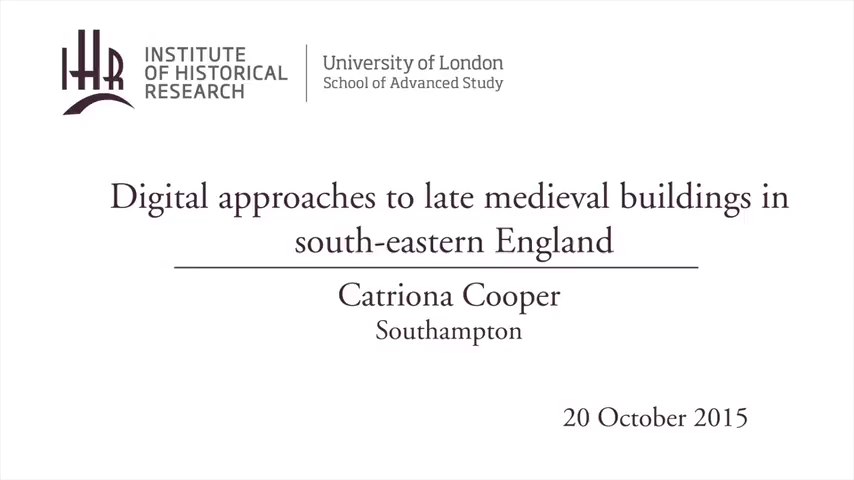 IHR
INSTITUTE
OF HISTORICAL
RESEARCH
University of London
School of Advanced Study
Digital approaches to late medieval buildings in
south-eastern England
Catriona Cooper
Southampton
20 October 2015